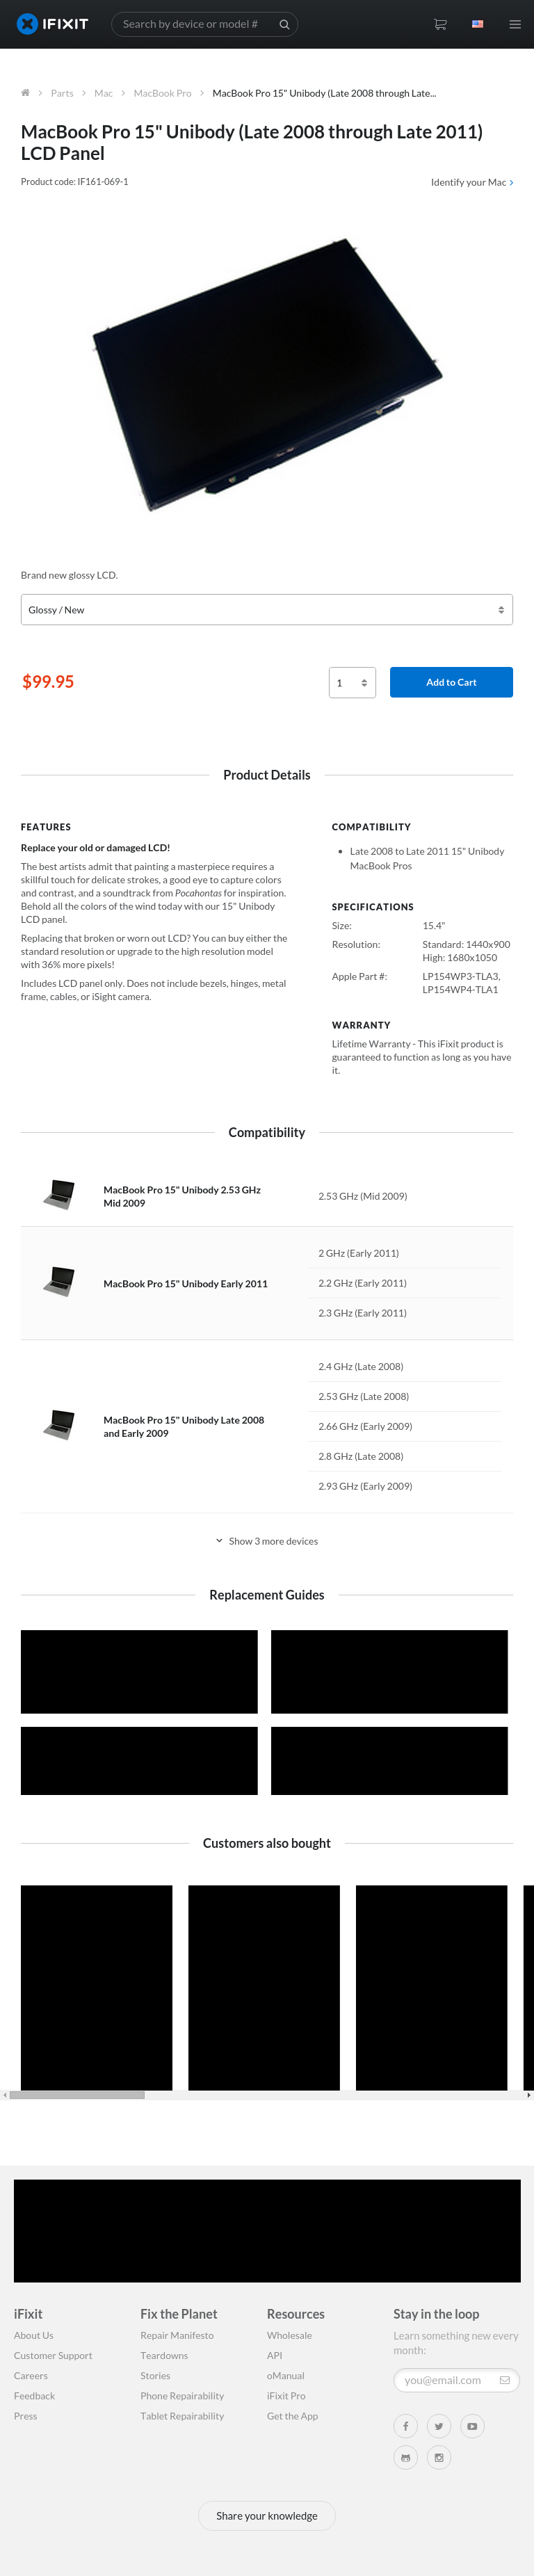 IFIXIT
Search by device or model #
Parts
Mac
MacBook Pro
MacBook Pro 15" Unibody (Late 2008 through Late...
MacBook Pro 15" Unibody (Late 2008 through Late 2011)
LCD Panel
Product code: IF161-069-1
Identify your Mac
Brand new glossy LCD.
Glossy / New
$99.95
1
Add to Cart
Product Details
FEATURES
Replace your old or damaged LCD!
The best artists admit that painting a masterpiece requires a
skillful touch for delicate strokes, a good eye to capture colors
and contrast, and a soundtrack from Pocahontas for inspiration.
Behold all the colors of the wind today with our 15" Unibody
LCD panel.
Replacing that broken or worn out LCD? You can buy either the
standard resolution or upgrade to the high resolution model
with 36% more pixels!
Includes LCD panel only. Does not include bezels, hinges, metal
frame, cables, or iSight camera.
COMPATIBILITY
Late 2008 to Late 2011 15" Unibody
MacBook Pros
SPECIFICATIONS
Size: 15.4"
Resolution: Standard: 1440x900
High: 1680x1050
Apple Part #: LP154WP3-TLA3,
LP154WP4-TLA1
WARRANTY
Lifetime Warranty - This iFixit product is
guaranteed to function as long as you have
it.
Compatibility
MacBook Pro 15" Unibody 2.53 GHz
Mid 2009
2.53 GHz (Mid 2009)
MacBook Pro 15" Unibody Early 2011
2 GHz (Early 2011)
2.2 GHz (Early 2011)
2.3 GHz (Early 2011)
MacBook Pro 15" Unibody Late 2008
and Early 2009
2.4 GHz (Late 2008)
2.53 GHz (Late 2008)
2.66 GHz (Early 2009)
2.8 GHz (Late 2008)
2.93 GHz (Early 2009)
Show 3 more devices
Replacement Guides
Customers also bought
iFixit
About Us
Customer Support
Careers
Feedback
Press
Fix the Planet
Repair Manifesto
Teardowns
Stories
Phone Repairability
Tablet Repairability
Resources
Wholesale
API
oManual
iFixit Pro
Get the App
Stay in the loop
Learn something new every
month:
you@email.com
Share your knowledge